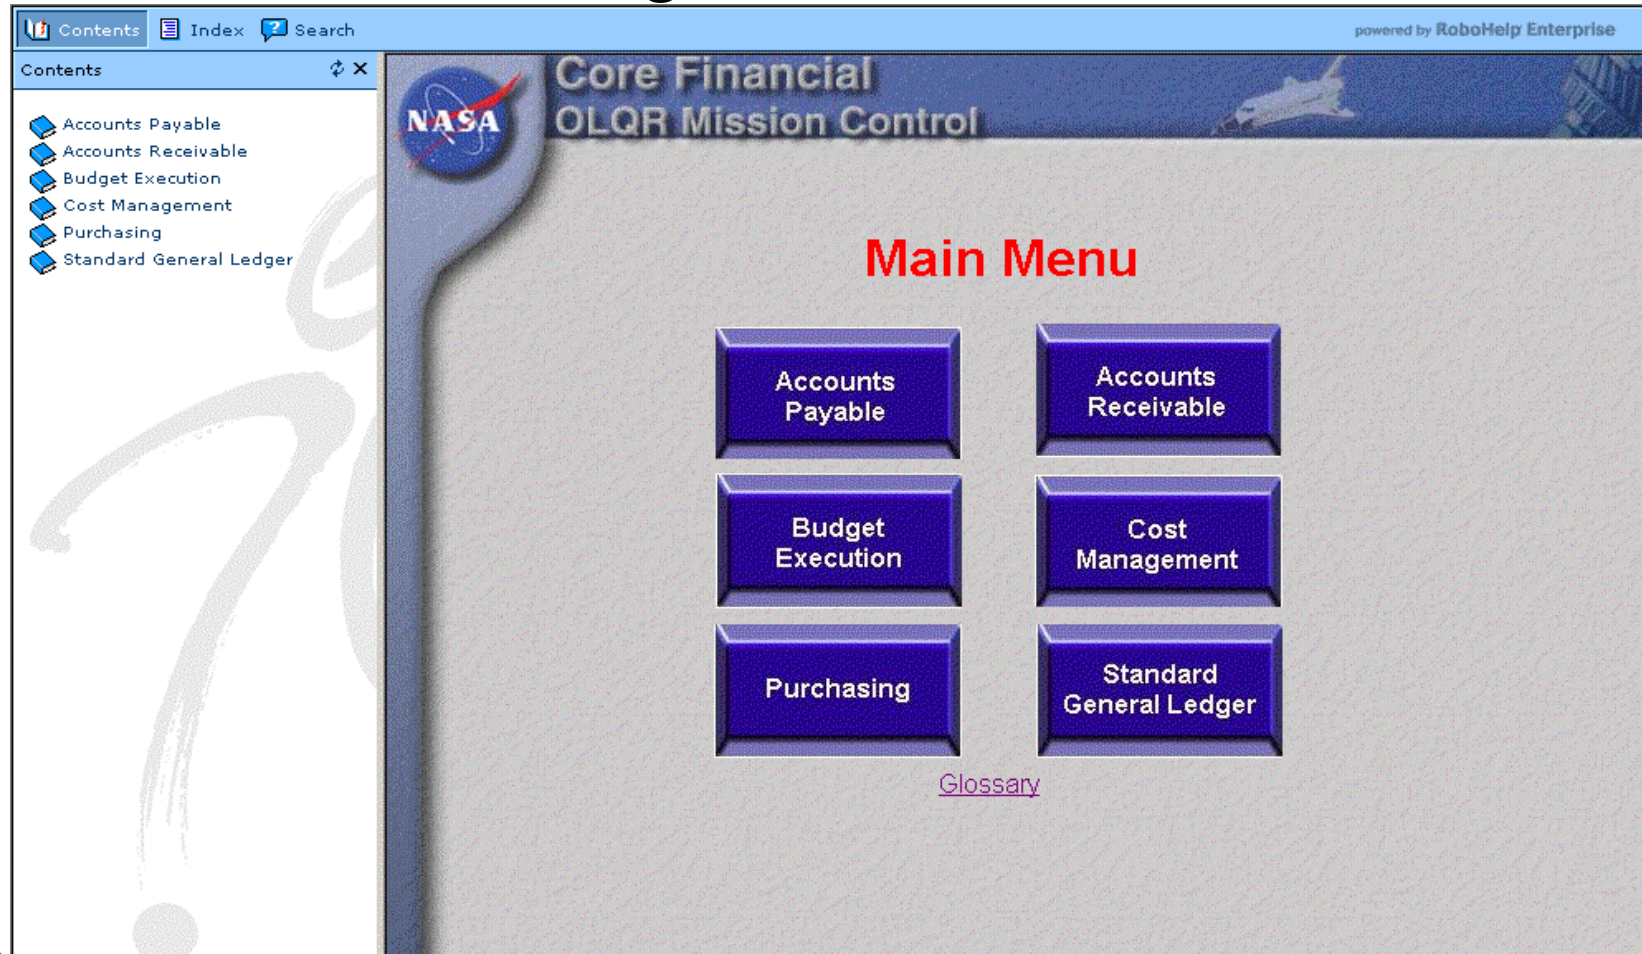 Contents Index Search
powered by RoboHelp Enterprise
Contents
Accounts Payable
Accounts Receivable
Budget Execution
Cost Management
Purchasing
Standard General Ledger
NASA
Core Financial
OLQR Mission Control
Main Menu
Accounts
Payable
Accounts
Receivable
Budget
Execution
Cost
Management
Purchasing
Standard
General Ledger
Glossary